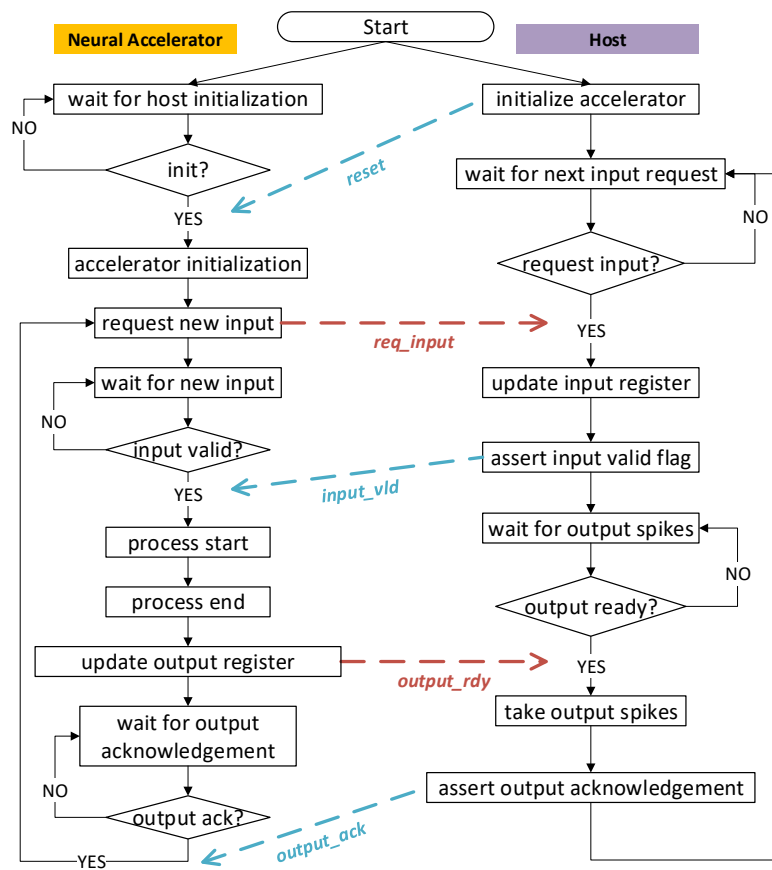 Start
Neural Accelerator
Host
wait for host initialization
initialize accelerator
NO
init?
reset
wait for next input request
NO
YES
request input?
accelerator initialization
request new input
req_input
YES
wait for new input
update input register
NO
input valid?
assert input valid flag
YES
input_vld
wait for output spikes
process start
NO
process end
output ready?
update output register
output_rdy
YES
wait for output
acknowledgement
take output spikes
NO
assert output acknowledgement
output ack?
output_ack
YES